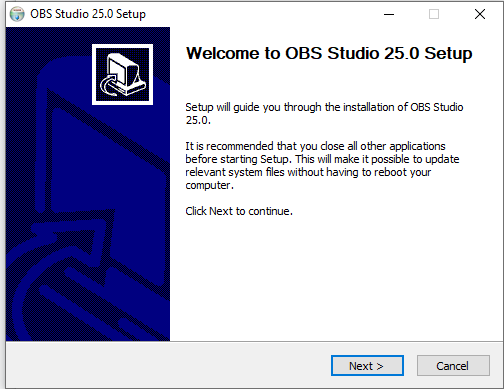 OBS Studio 25.0 Setup
Welcome to OBS Studio 25.0 Setup
Setup will guide you through the installation of OBS Studio
25.0.
It is recommended that you close all other applications
before starting Setup. This will make it possible to update
relevant system files without having to reboot your
computer.
Click Next to continue.
Next >
Cancel